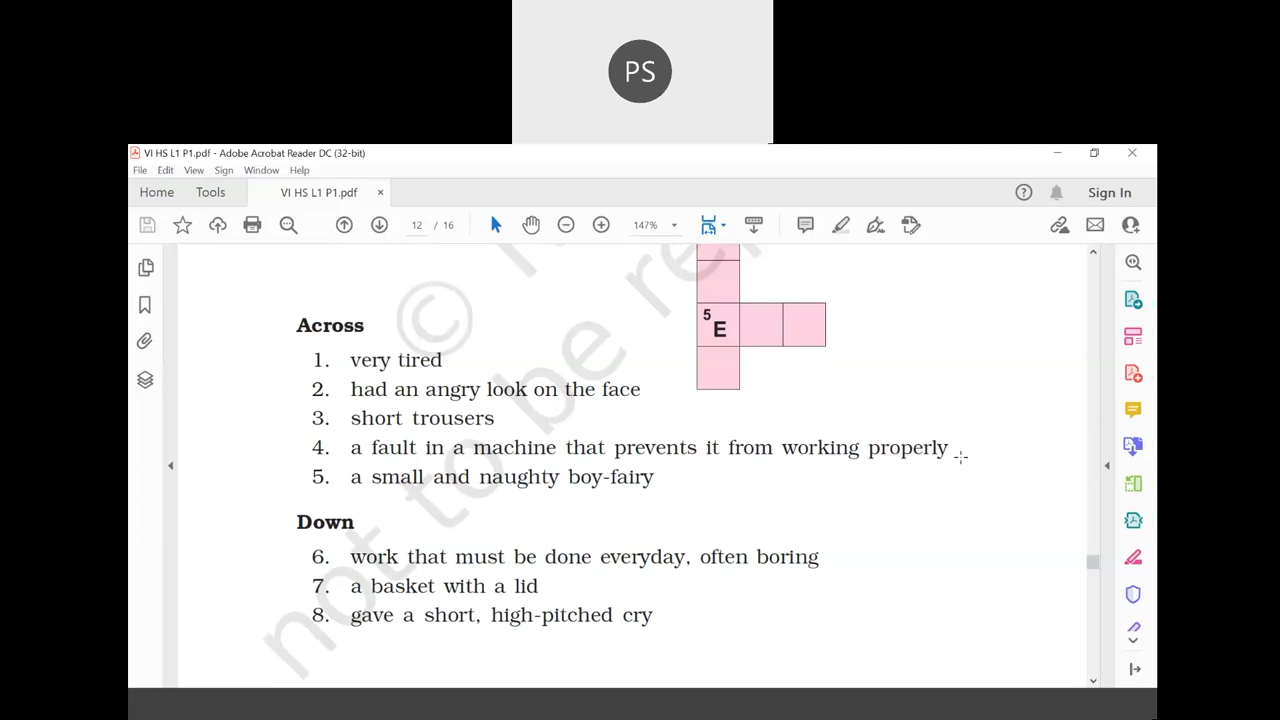 PS
VI HS L1 P1.pdf - Adobe Acrobat Reader DC (32-bit)
File Edit View Sign Window Help
Home Tools VI HS L1 P1.pdf × Sign In
12 / 16 147%
© 
not to be re
5 E
Across
1. very tired
2. had an angry look on the face
3. short trousers
4. a fault in a machine that prevents it from working properly
5. a small and naughty boy-fairy
Down
6. work that must be done everyday, often boring
7. a basket with a lid
8. gave a short, high-pitched cry